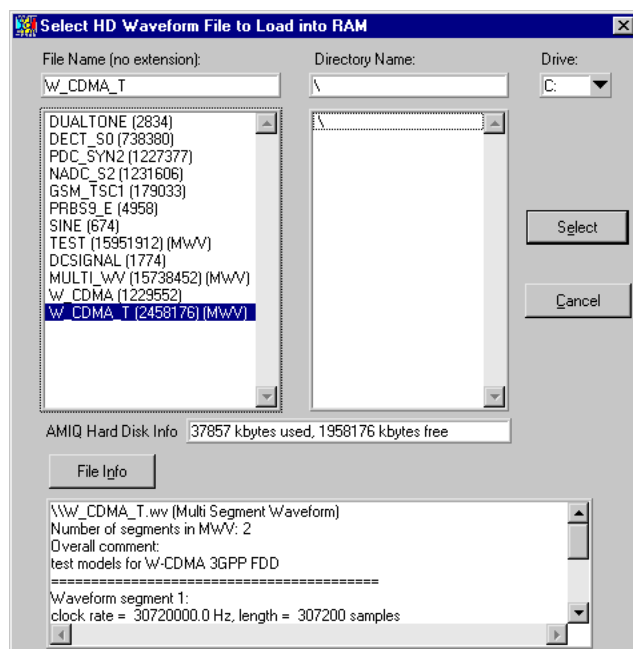 Select HD Waveform File to Load into RAM
File Name (no extension):
Directory Name:
Drive:
W_CDMA_T
\
C:
DUALTONE (2834)
DECT_S0 (738380)
PDC_SYN2 (1227377)
NADC_S2 (1231606)
GSM_TSC1 (179033)
PRBS9_E (4958)
SINE (674)
TEST (15951912) (MWV)
DCSIGNAL (1774)
MULTI_WV (15738452) (MWV)
W_CDMA (1229552)
W_CDMA_T (2458176) (MWV)
\
Select
Cancel
AMIQ Hard Disk Info
37857 kbytes used, 1958176 kbytes free
File Info
\\W_CDMA_T.wv (Multi Segment Waveform)
Number of segments in MWV: 2
Overall comment:
test models for W-CDMA 3GPP FDD
=========================================
Waveform segment 1:
clock rate = 30720000.0 Hz, length = 307200 samples